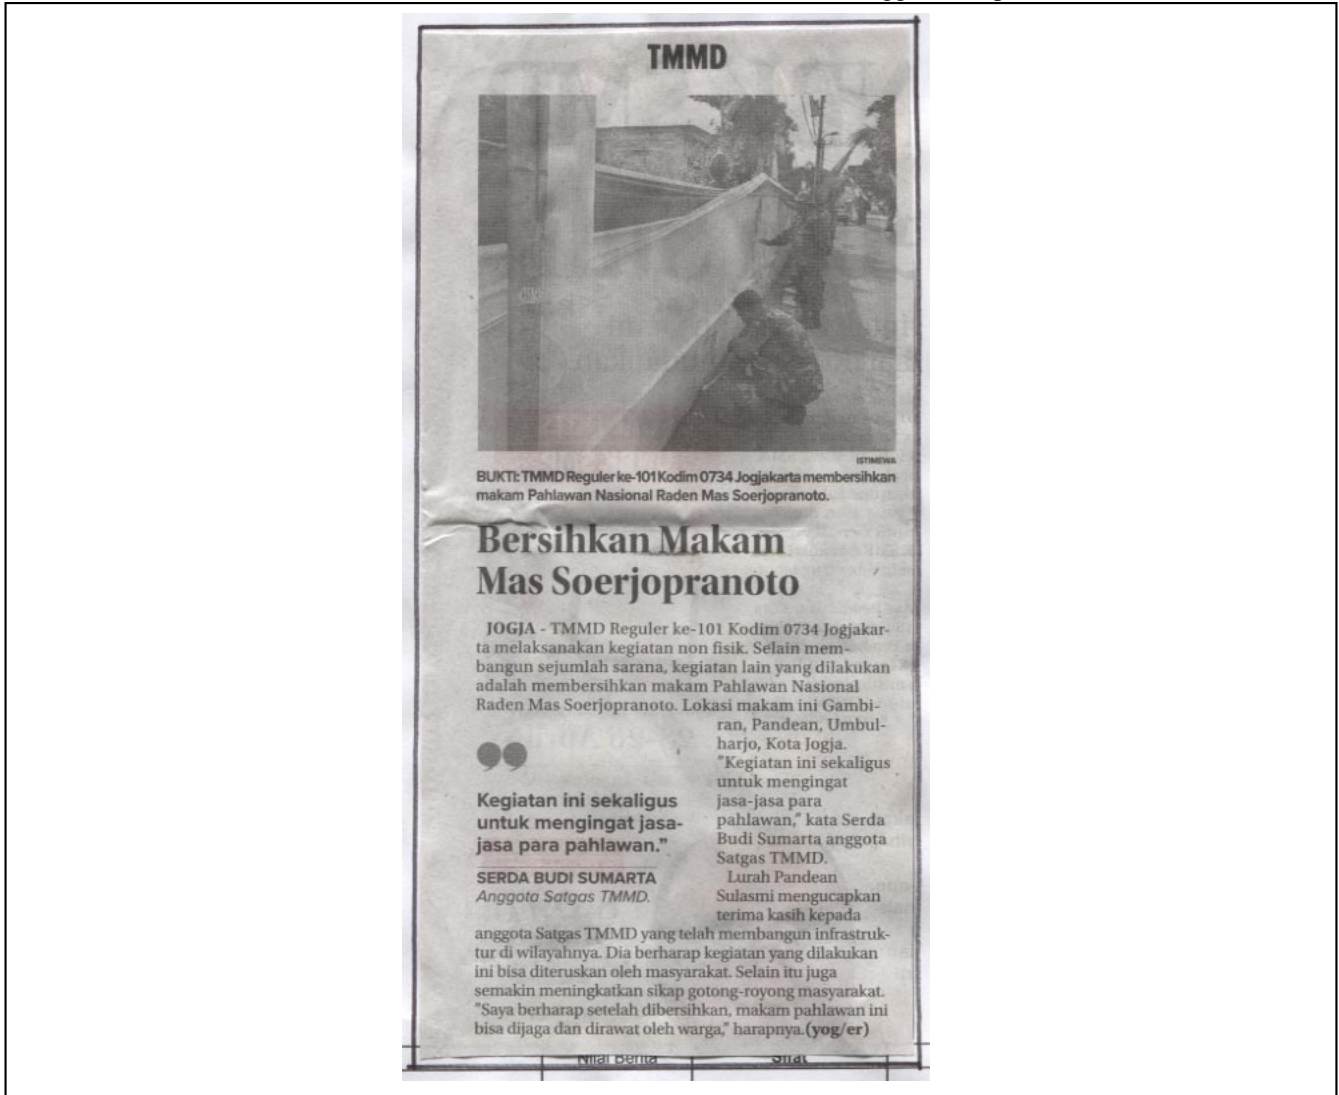 TMMD
ISTIMEWA
BUKTI: TMMD Reguler ke-101 Kodim 0734 Jogjakarta membersihkan
makam Pahlawan Nasional Raden Mas Soerjopranoto.
Bersihkan Makam
Mas Soerjopranoto
JOGJA - TMMD Reguler ke-101 Kodim 0734 Jogjakar-
ta melaksanakan kegiatan non fisik. Selain mem-
bangun sejumlah sarana, kegiatan lain yang dilakukan
adalah membersihkan makam Pahlawan Nasional
Raden Mas Soerjopranoto. Lokasi makam ini Gambi-
ran, Pandean, Umbul-
harjo, Kota Jogja.
"Kegiatan ini sekaligus
untuk mengingat
jasa-jasa para
pahlawan," kata Serda
Budi Sumarta anggota
Satgas TMMD.
Lurah Pandean
Sulasmi mengucapkan
terima kasih kepada
❞
Kegiatan ini sekaligus
untuk mengingat jasa-
jasa para pahlawan."
SERDA BUDI SUMARTA
Anggota Satgas TMMD.
anggota Satgas TMMD yang telah membangun infrastruk-
tur di wilayahnya. Dia berharap kegiatan yang dilakukan
ini bisa diteruskan oleh masyarakat. Selain itu juga
semakin meningkatkan sikap gotong-royong masyarakat.
"Saya berharap setelah dibersihkan, makam pahlawan ini
bisa dijaga dan dirawat oleh warga," harapnya.(yog/er)
Nilai Berita
Sifat